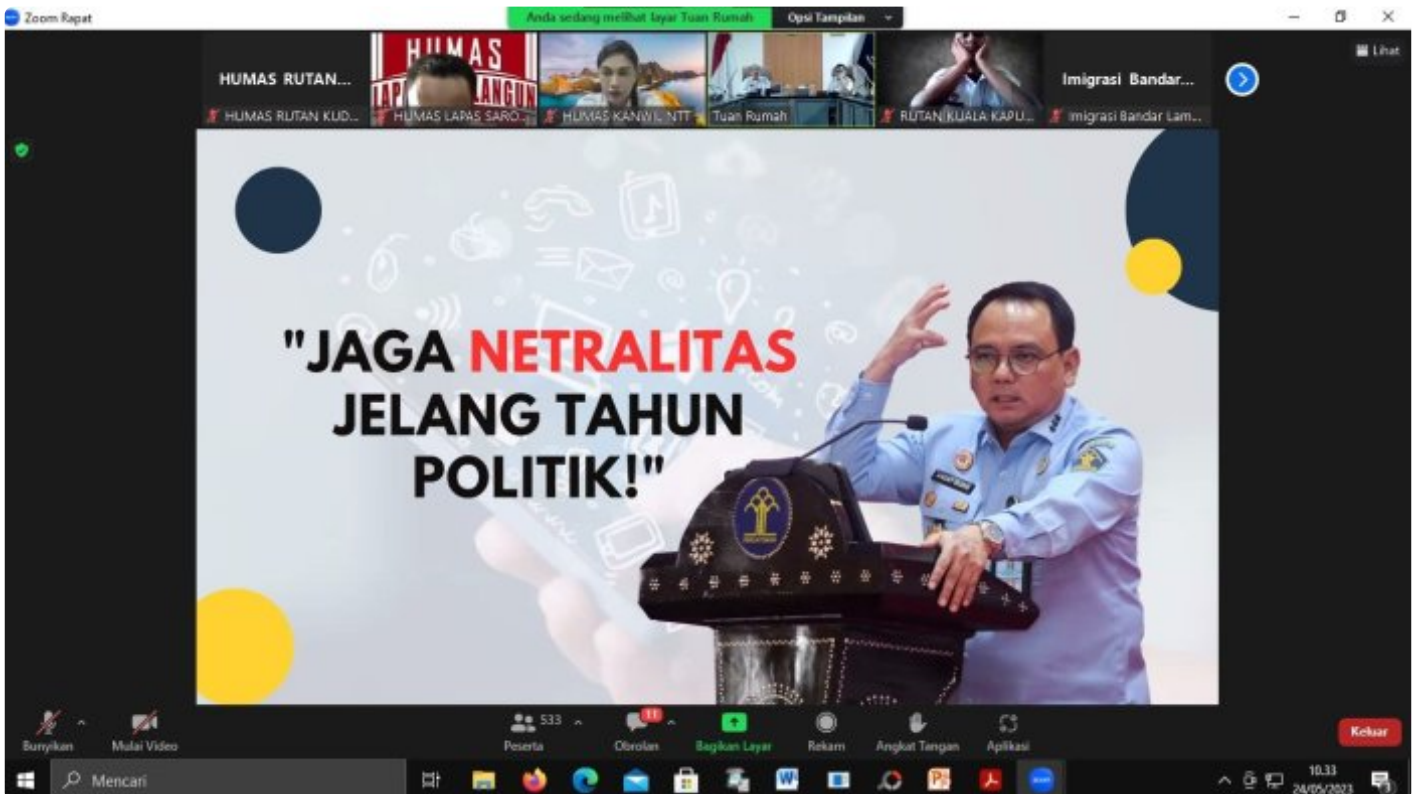 Zoom Rapat
Anda sedang melihat layar Tuan Rumah
Opsi Tampilan
Lihat
HUMAS RUTAN...
HUMAS
Imigrasi Bandar...
HUMAS RUTAN KUD...
HUMAS LAPAS SARO...
HUMAS KANWIL NTT
Tuan Rumah
RUTAN KUALA KAPU...
Imigrasi Bandar Lam...
"JAGA NETRALITAS
JELANG TAHUN
POLITIK!"
Bunyikan
Mulai Video
533
Peserta
11
Obrolan
Bagikan Layar
Rekam
Angkat Tangan
Aplikasi
Keluar
Mencari
zoom
10.33
24/05/2023